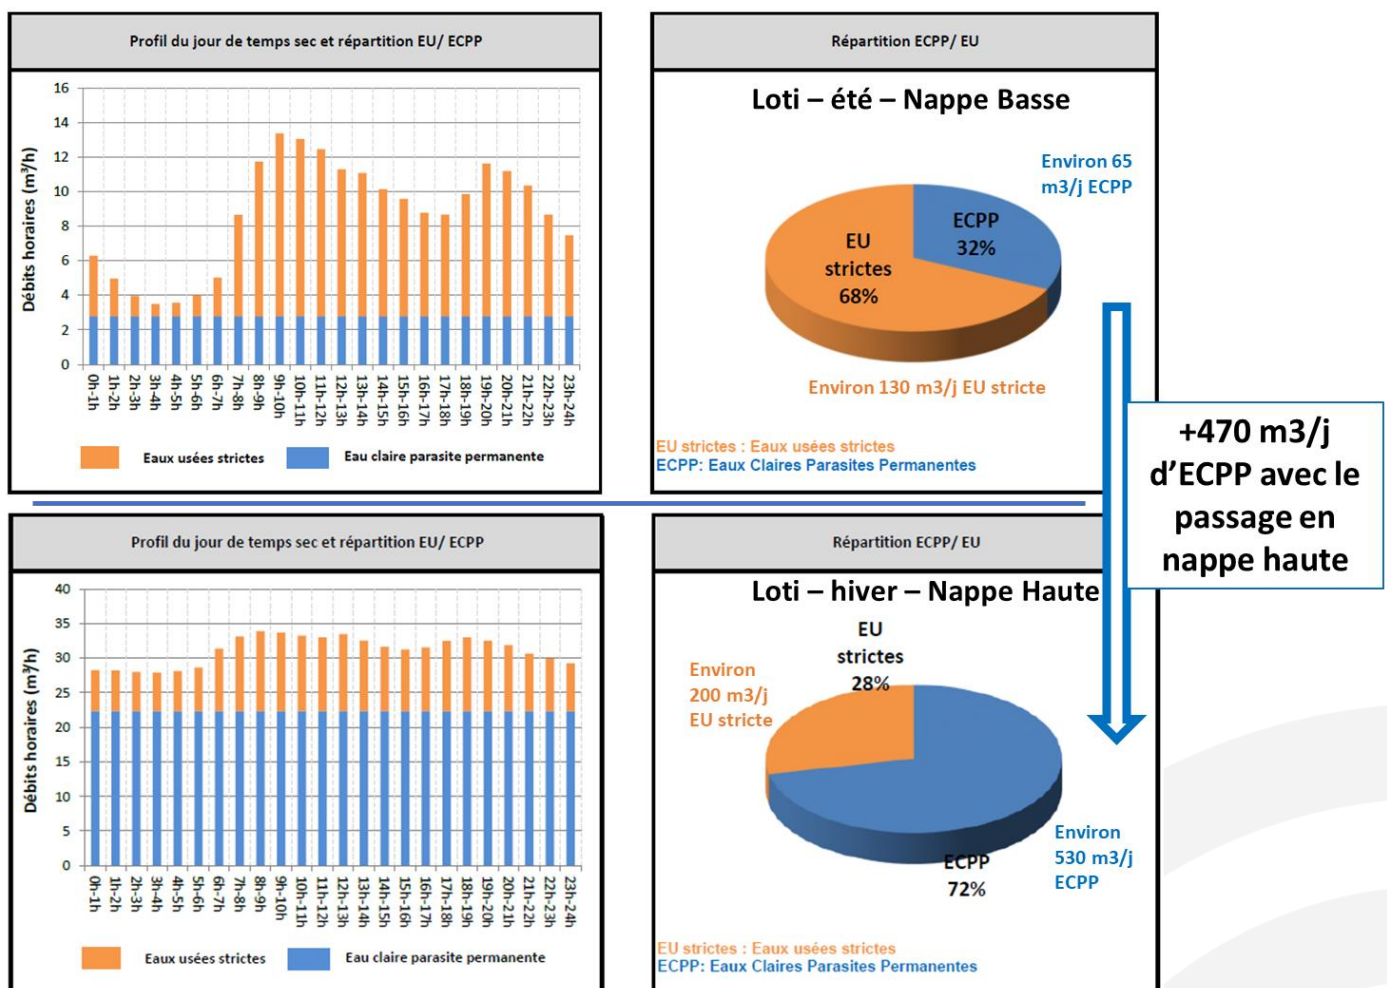 Profil du jour de temps sec et répartition EU/ ECPP
Débits horaires (m³/h)
16
14
12
10
8
6
4
2
0
0h-1h
1h-2h
2h-3h
3h-4h
4h-5h
5h-6h
6h-7h
7h-8h
8h-9h
9h-10h
10h-11h
11h-12h
12h-13h
13h-14h
14h-15h
15h-16h
16h-17h
17h-18h
18h-19h
19h-20h
20h-21h
21h-22h
22h-23h
23h-24h
Eaux usées strictes
Eau claire parasite permanente
Répartition ECPP/ EU
Loti – été – Nappe Basse
Environ 65
m3/j ECPP
ECPP
32%
EU
strictes
68%
Environ 130 m3/j EU stricte
EU strictes : Eaux usées strictes
ECPP: Eaux Claires Parasites Permanentes
+470 m3/j
d’ECPP avec le
passage en
nappe haute
Profil du jour de temps sec et répartition EU/ ECPP
Débits horaires (m³/h)
40
35
30
25
20
15
10
5
0
0h-1h
1h-2h
2h-3h
3h-4h
4h-5h
5h-6h
6h-7h
7h-8h
8h-9h
9h-10h
10h-11h
11h-12h
12h-13h
13h-14h
14h-15h
15h-16h
16h-17h
17h-18h
18h-19h
19h-20h
20h-21h
21h-22h
22h-23h
23h-24h
Eaux usées strictes
Eau claire parasite permanente
Répartition ECPP/ EU
Loti – hiver – Nappe Haute
EU
strictes
28%
Environ
200 m3/j
EU stricte
Environ
530 m3/j
ECPP
ECPP
72%
EU strictes : Eaux usées strictes
ECPP: Eaux Claires Parasites Permanentes